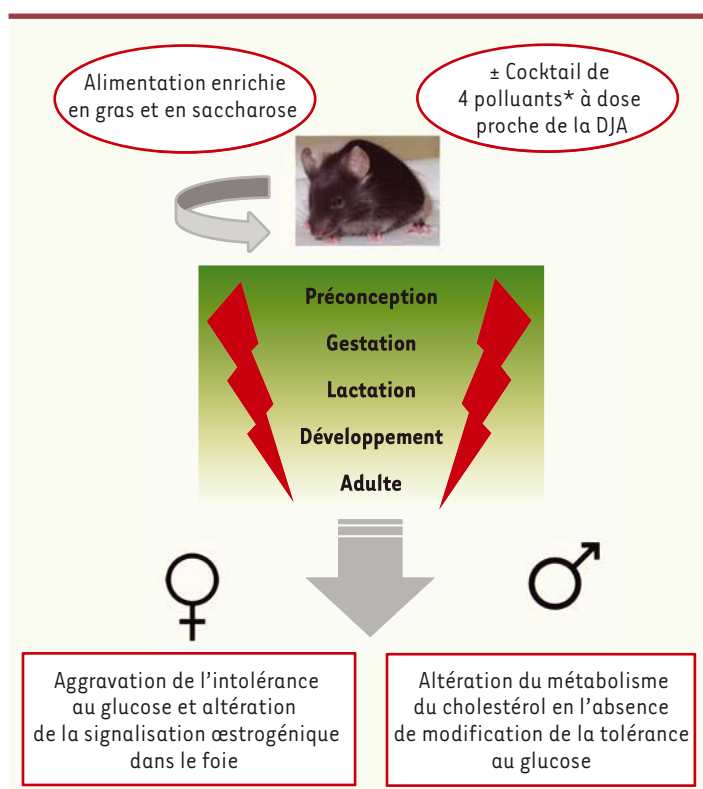 Alimentation enrichie
en gras et en saccharose
± Cocktail de
4 polluants* à dose
proche de la DJA
Préconception
Gestation
Lactation
Développement
Adulte
Aggravation de l'intolérance
au glucose et altération
de la signalisation œstrogénique
dans le foie
Altération du métabolisme
du cholestérol en l'absence
de modification de la tolérance
au glucose